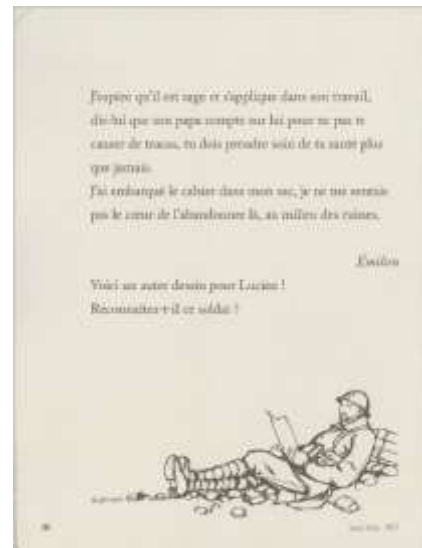 J'espère qu'il est sage et s'applique dans son travail,
dis-lui que son papa compte sur lui pour ne pas te
causer de tracas, tu dois prendre soin de ta santé plus
que jamais.
J'ai embarqué le cahier dans mon sac, je ne me sentais
pas le cœur de l'abandonner là, au milieu des ruines.
Émilien
Voici un autre dessin pour Lucien !
Reconnaîtra-t-il ce soldat ?